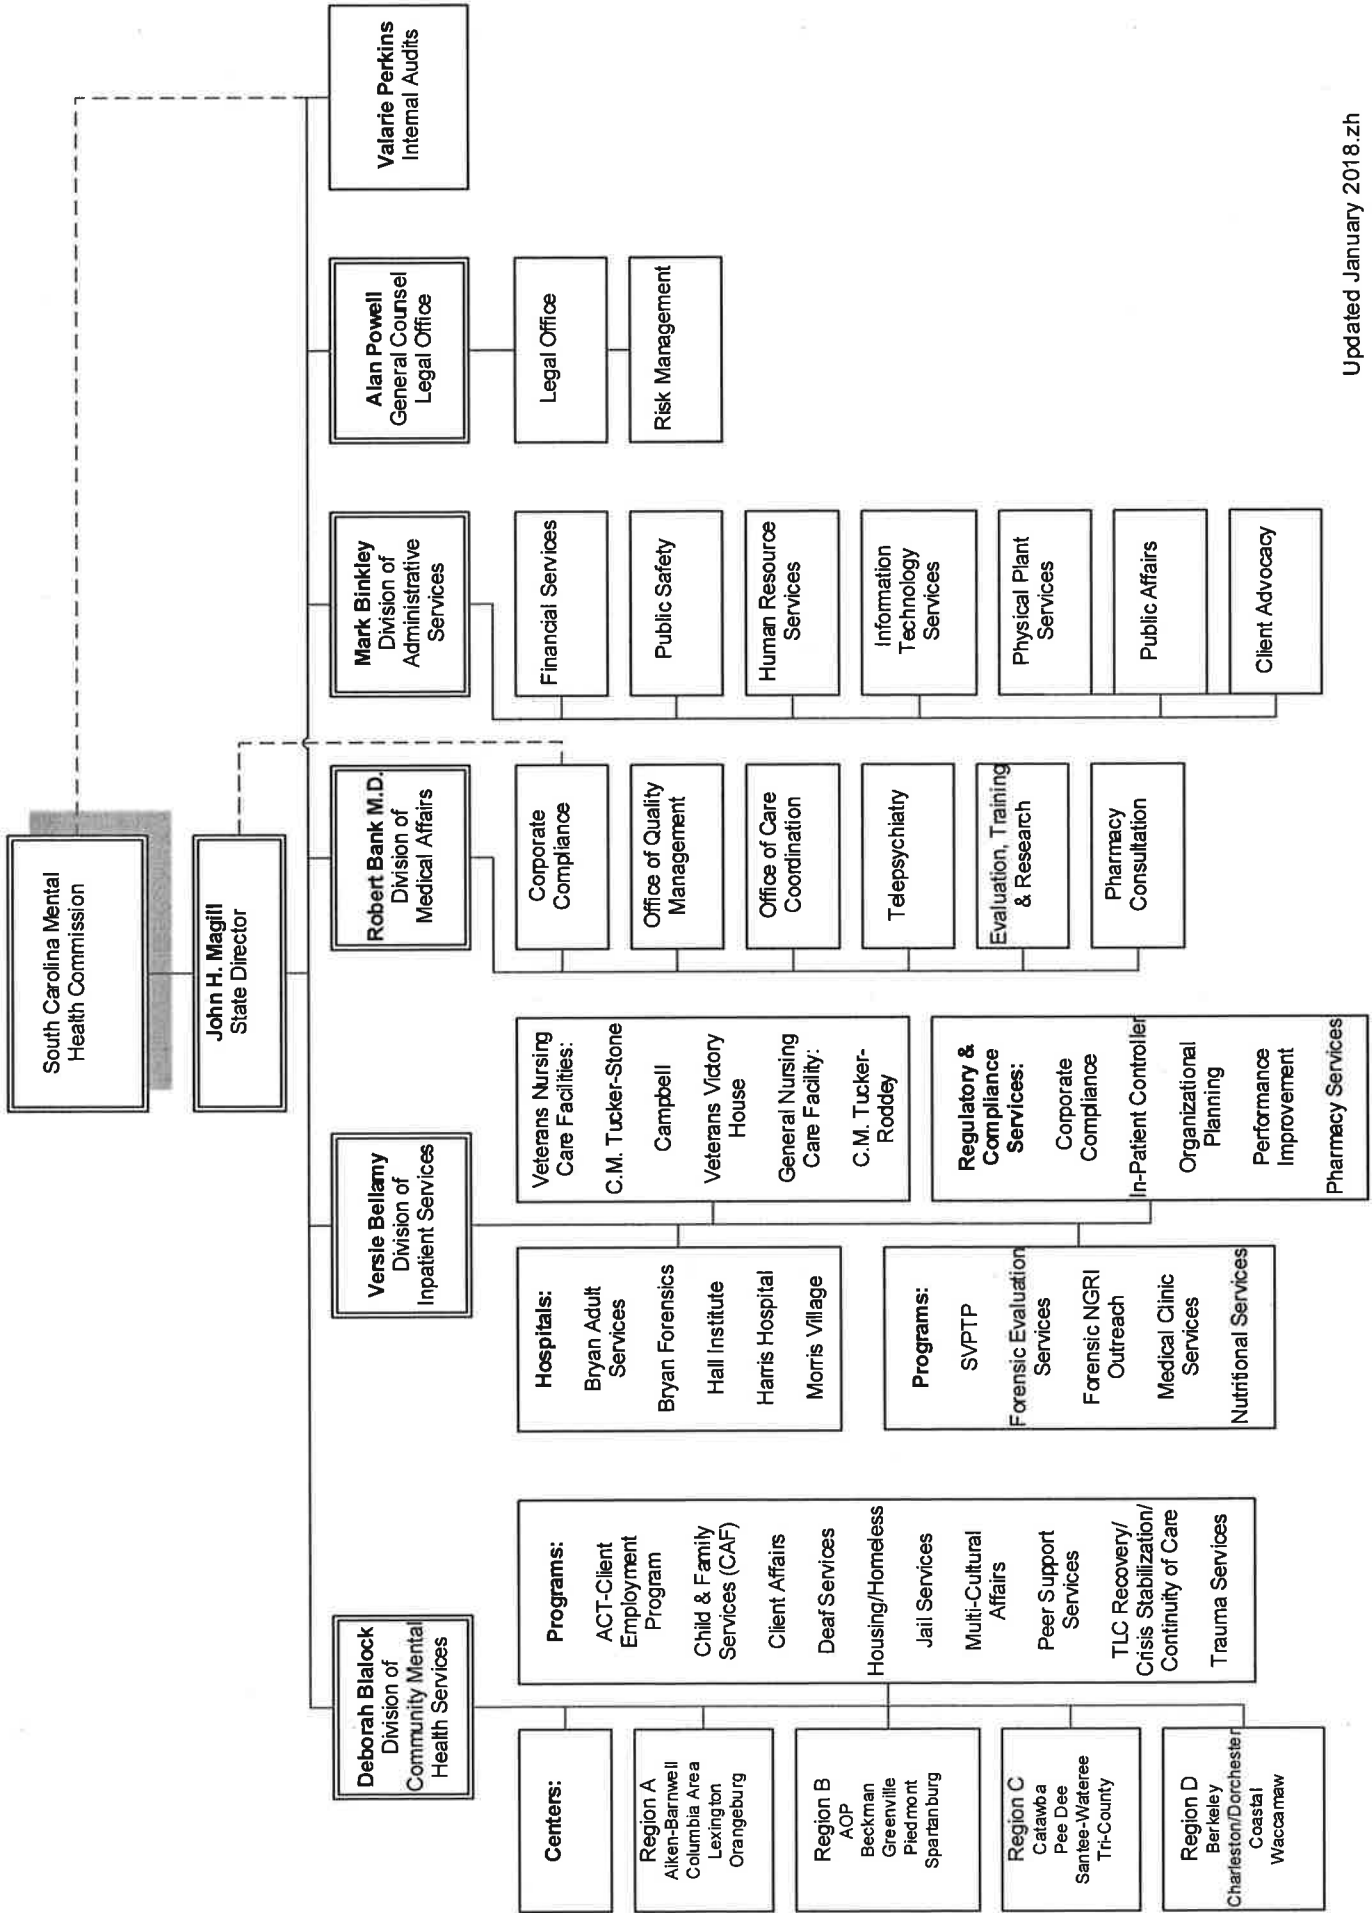 South Carolina Mental
Health Commission
John H. Magill
State Director
Deborah Blalock
Division of
Community Mental
Health Services
Centers:
Region A
Aiken-Barnwell
Columbia Area
Lexington
Orangeburg
Region B
AOP
Beckman
Greenville
Piedmont
Spartanburg
Region C
Catawba
Pee Dee
Santee-Wateree
Tri-County
Region D
Berkeley
Charleston/Dorchester
Coastal
Waccamaw
Programs:
ACT-Client
Employment
Program
Child & Family
Services (CAF)
Client Affairs
Deaf Services
Housing/Homeless
Jail Services
Multi-Cultural
Affairs
Peer Support
Services
TLC Recovery/
Crisis Stabilization/
Continuity of Care
Trauma Services
Versie Bellamy
Division of
Inpatient Services
Hospitals:
Bryan Adult
Services
Bryan Forensics
Hall Institute
Harris Hospital
Morris Village
Programs:
SVPTP
Forensic Evaluation
Services
Forensic NGRI
Outreach
Medical Clinic
Services
Nutritional Services
Veterans Nursing
Care Facilities:
C.M. Tucker-Stone
Campbell
Veterans Victory
House
General Nursing
Care Facility:
C.M. Tucker-
Roddey
Regulatory &
Compliance
Services:
Corporate
Compliance
In-Patient Controller
Organizational
Planning
Performance
Improvement
Pharmacy Services
Robert Bank M.D.
Division of
Medical Affairs
Corporate
Compliance
Office of Quality
Management
Office of Care
Coordination
Telepsychiatry
Evaluation, Training
& Research
Pharmacy
Consultation
Mark Binkley
Division of
Administrative
Services
Financial Services
Public Safety
Human Resource
Services
Information
Technology
Services
Physical Plant
Services
Public Affairs
Client Advocacy
Alan Powell
General Counsel
Legal Office
Legal Office
Risk Management
Valarie Perkins
Internal Audits
Updated January 2018.zh